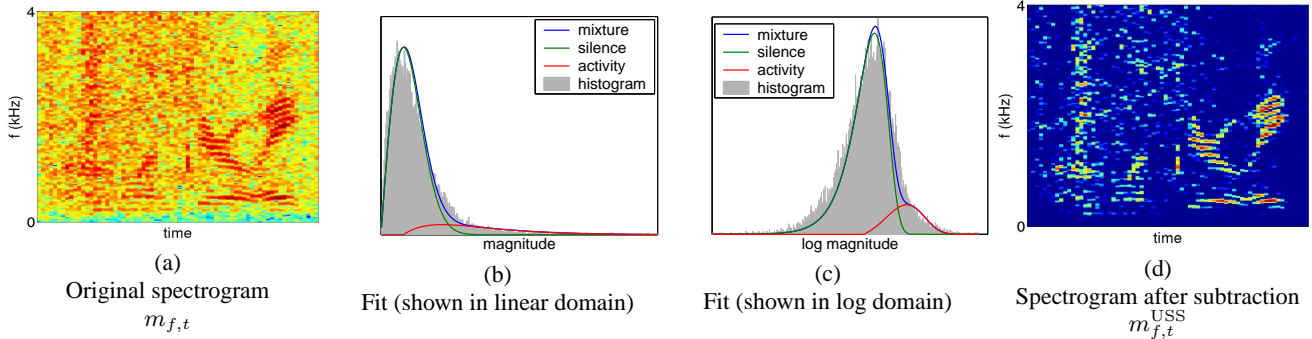 4
f (kHz)
0
time
(a)
Original spectrogram
m_{f,t}
mixture
silence
activity
histogram
magnitude
(b)
Fit (shown in linear domain)
mixture
silence
activity
histogram
log magnitude
(c)
Fit (shown in log domain)
4
f (kHz)
0
time
(d)
Spectrogram after subtraction
m_{f,t}^{USS}